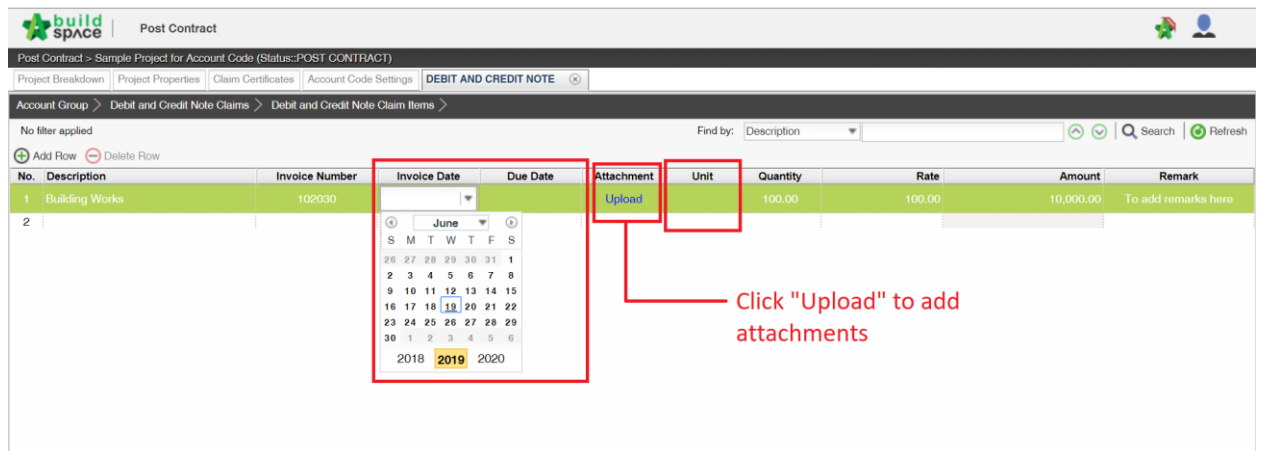 build space Post Contract
Post Contract > Sample Project for Account Code (Status::POST CONTRACT)
Project Breakdown Project Properties Claim Certificates Account Code Settings DEBIT AND CREDIT NOTE
Account Group > Debit and Credit Note Claims > Debit and Credit Note Claim Items >
No filter applied Find by: Description Search Refresh
Add Row Delete Row
No. Description Invoice Number Invoice Date Due Date Attachment Unit Quantity Rate Amount Remark
1 Building Works 102030 Upload 100.00 100.00 10,000.00 To add remarks here
2
June
S M T W T F S
26 27 28 29 30 31 1
2 3 4 5 6 7 8
9 10 11 12 13 14 15
16 17 18 19 20 21 22
23 24 25 26 27 28 29
30 1 2 3 4 5 6
2018 2019 2020
Click "Upload" to add
attachments